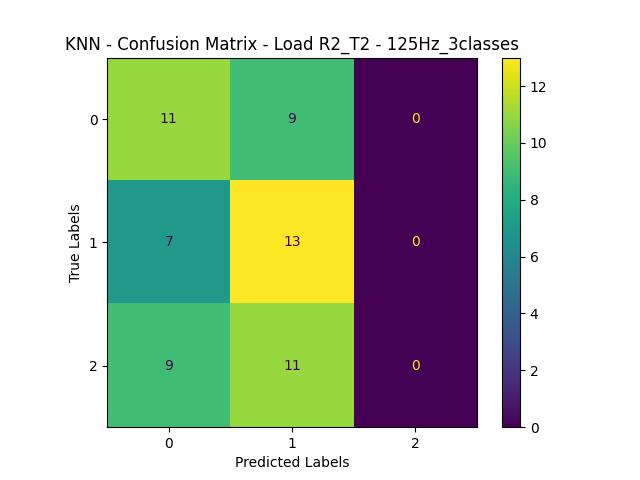 KNN - Confusion Matrix - Load R2_T2 - 125Hz_3classes
12
10
8
6
4
2
0
True Labels
0
1
2
11 9 0
7 13 0
9 11 0
0 1 2
Predicted Labels